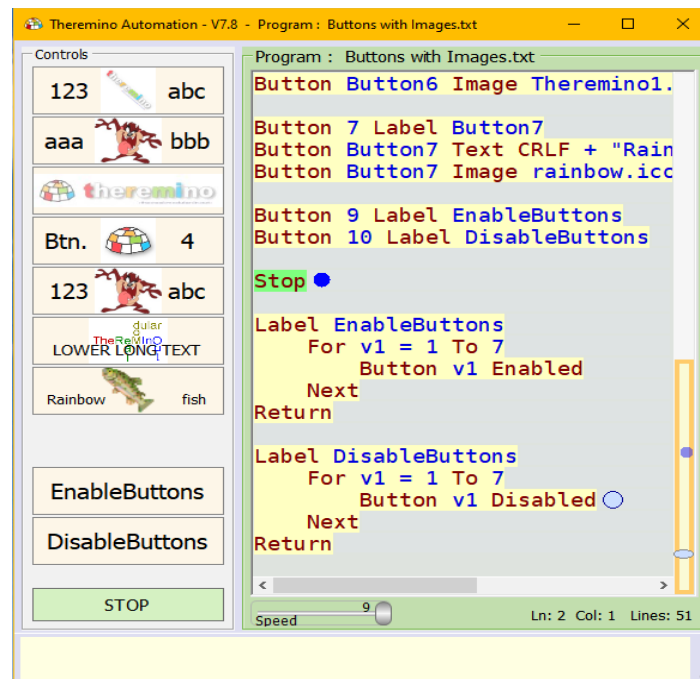 Theremino Automation - V7.8 - Program : Buttons with Images.txt
Controls
123 abc
aaa bbb
theremino
Btn. 4
123 abc
dular
TheReMInO
LOWER LONG TEXT
Rainbow fish
EnableButtons
DisableButtons
STOP
Program : Buttons with Images.txt
Button Button6 Image Theremino1.
Button 7 Label Button7
Button Button7 Text CRLF + "Rain
Button Button7 Image rainbow.ico
Button 9 Label EnableButtons
Button 10 Label DisableButtons
Stop
Label EnableButtons
For v1 = 1 To 7
Button v1 Enabled
Next
Return
Label DisableButtons
For v1 = 1 To 7
Button v1 Disabled
Next
Return
Speed 9
Ln: 2 Col: 1 Lines: 51